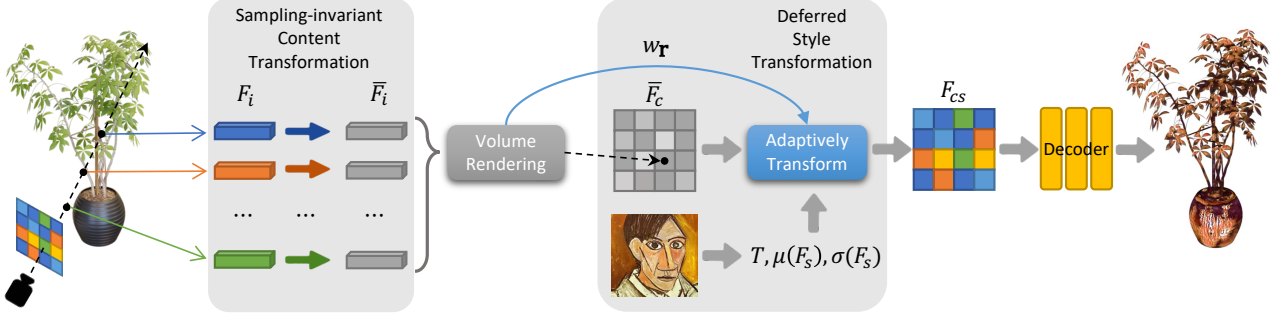 Sampling-invariant
Content
Transformation
F_i
F̅_i
...
...
...
Volume
Rendering
Deferred
Style
Transformation
w_𝐫
F̅_c
Adaptively
Transform
T, μ(F_s), σ(F_s)
F_cs
Decoder